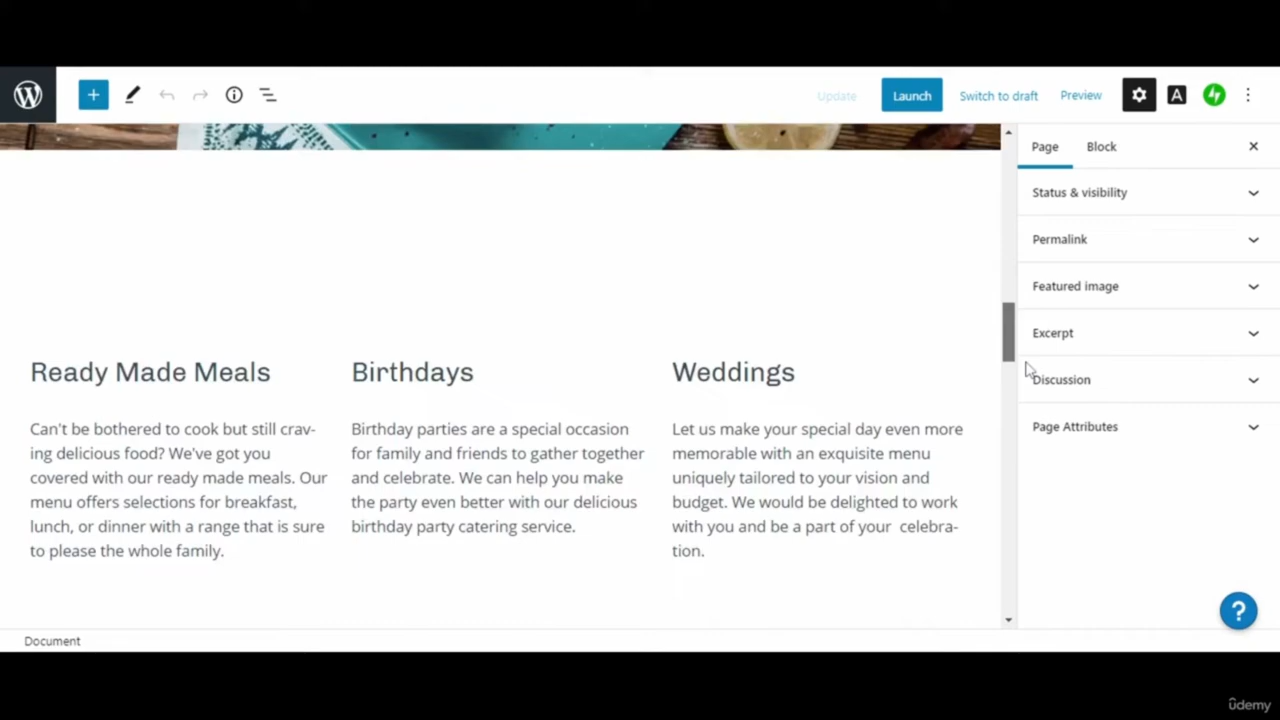 Update
Launch
Switch to draft
Preview
A
Page
Block
Status & visibility
Permalink
Featured image
Excerpt
Discussion
Page Attributes
Ready Made Meals
Can't be bothered to cook but still crav-
ing delicious food? We've got you
covered with our ready made meals. Our
menu offers selections for breakfast,
lunch, or dinner with a range that is sure
to please the whole family.
Birthdays
Birthday parties are a special occasion
for family and friends to gather together
and celebrate. We can help you make
the party even better with our delicious
birthday party catering service.
Weddings
Let us make your special day even more
memorable with an exquisite menu
uniquely tailored to your vision and
budget. We would be delighted to work
with you and be a part of your  celebra-
tion.
?
Document
ûdemy